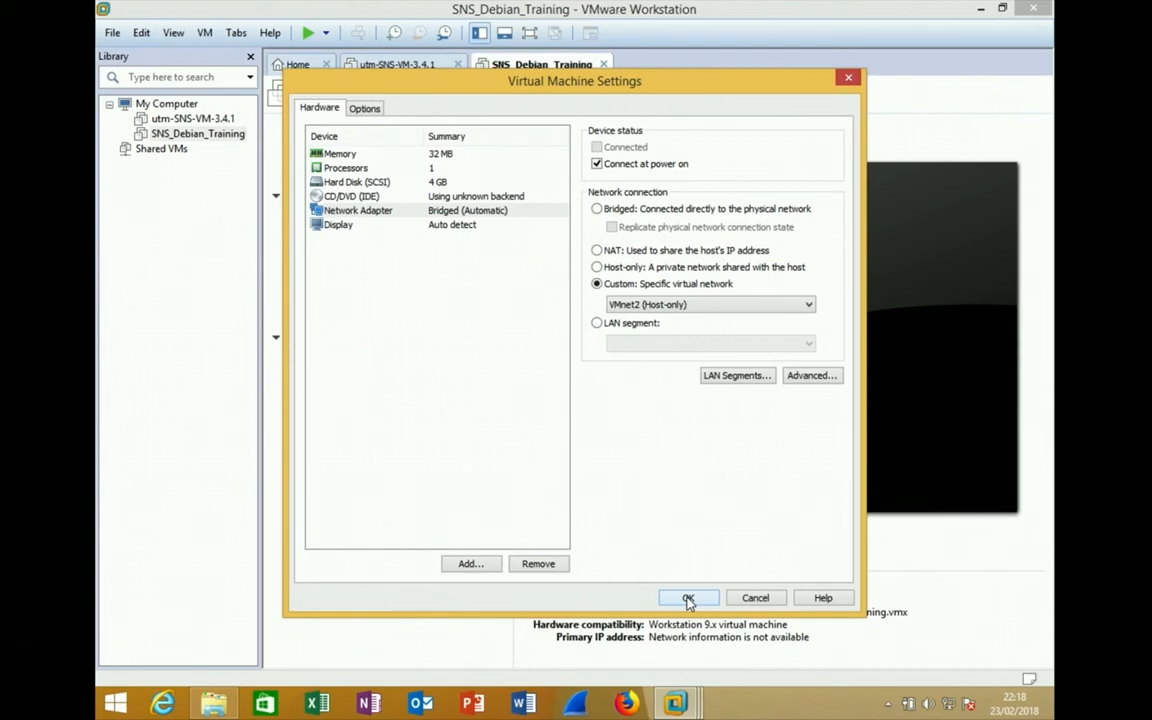 SNS_Debian_Training - VMware Workstation
File Edit View VM Tabs Help
Library
Type here to search
My Computer
utm-SNS-VM-3.4.1
SNS_Debian_Training
Shared VMs
Home utm-SNS-VM-3.4.1 SNS_Debian_Training
Virtual Machine Settings
Hardware Options
Device Summary
Memory 32 MB
Processors 1
Hard Disk (SCSI) 4 GB
CD/DVD (IDE) Using unknown backend
Network Adapter Bridged (Automatic)
Display Auto detect
Add... Remove
Device status
Connected
Connect at power on
Network connection
Bridged: Connected directly to the physical network
Replicate physical network connection state
NAT: Used to share the host's IP address
Host-only: A private network shared with the host
Custom: Specific virtual network
VMnet2 (Host-only)
LAN segment:
LAN Segments... Advanced...
OK Cancel Help
ning.vmx
Hardware compatibility: Workstation 9.x virtual machine
Primary IP address: Network information is not available
22:18
23/02/2018